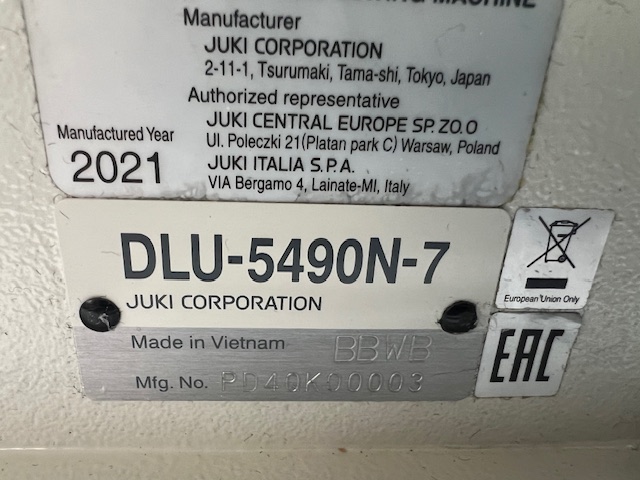 MACHINE
Manufacturer
JUKI CORPORATION
2-11-1, Tsurumaki, Tama-shi, Tokyo, Japan
Authorized representative
JUKI CENTRAL EUROPE SP. ZO.O
Ul. Poleczki 21(Platan park C) Warsaw, Poland
JUKI ITALIA S.P.A.
VIA Bergamo 4, Lainate-MI, Italy
Manufactured Year
2021
DLU-5490N-7
JUKI CORPORATION
Made in Vietnam BBWB
Mfg. No. PD40K00003
European Union Only
EAC